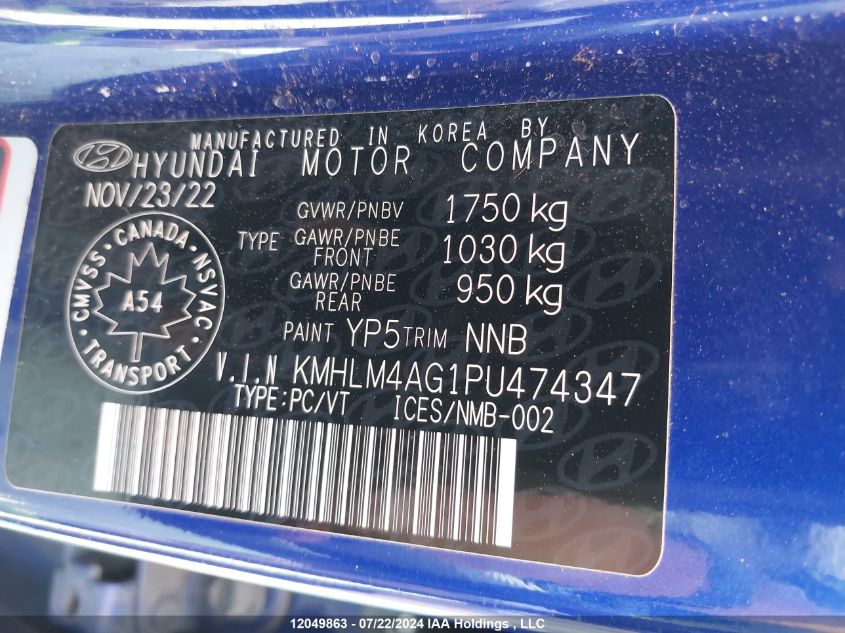 MANUFACTURED IN KOREA BY
HYUNDAI MOTOR COMPANY
NOV/23/22
GVWR/PNBV 1750 kg
TYPE GAWR/PNBE FRONT 1030 kg
GAWR/PNBE REAR 950 kg
CANADA · NSVAC · TRANSPORT · CMVSS ·
A54
PAINT YP5 TRIM NNB
V.I.N KMHLM4AG1PU474347
TYPE:PC/VT ICES/NMB-002
12049863 - 07/22/2024 IAA Holdings, LLC